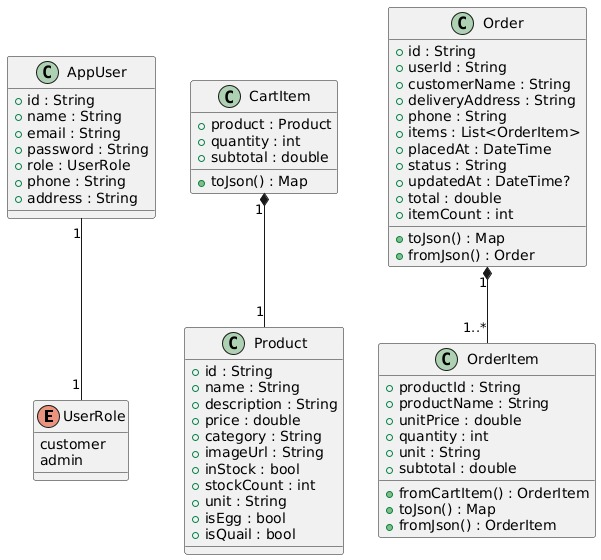 C AppUser
id : String
name : String
email : String
password : String
role : UserRole
phone : String
address : String
1
1
E UserRole
customer
admin
C CartItem
product : Product
quantity : int
subtotal : double
toJson() : Map
1
1
C Product
id : String
name : String
description : String
price : double
category : String
imageUrl : String
inStock : bool
stockCount : int
unit : String
isEgg : bool
isQuail : bool
C Order
id : String
userId : String
customerName : String
deliveryAddress : String
phone : String
items : List<OrderItem>
placedAt : DateTime
status : String
updatedAt : DateTime?
total : double
itemCount : int
toJson() : Map
fromJson() : Order
1
1..*
C OrderItem
productId : String
productName : String
unitPrice : double
quantity : int
unit : String
subtotal : double
fromCartItem() : OrderItem
toJson() : Map
fromJson() : OrderItem